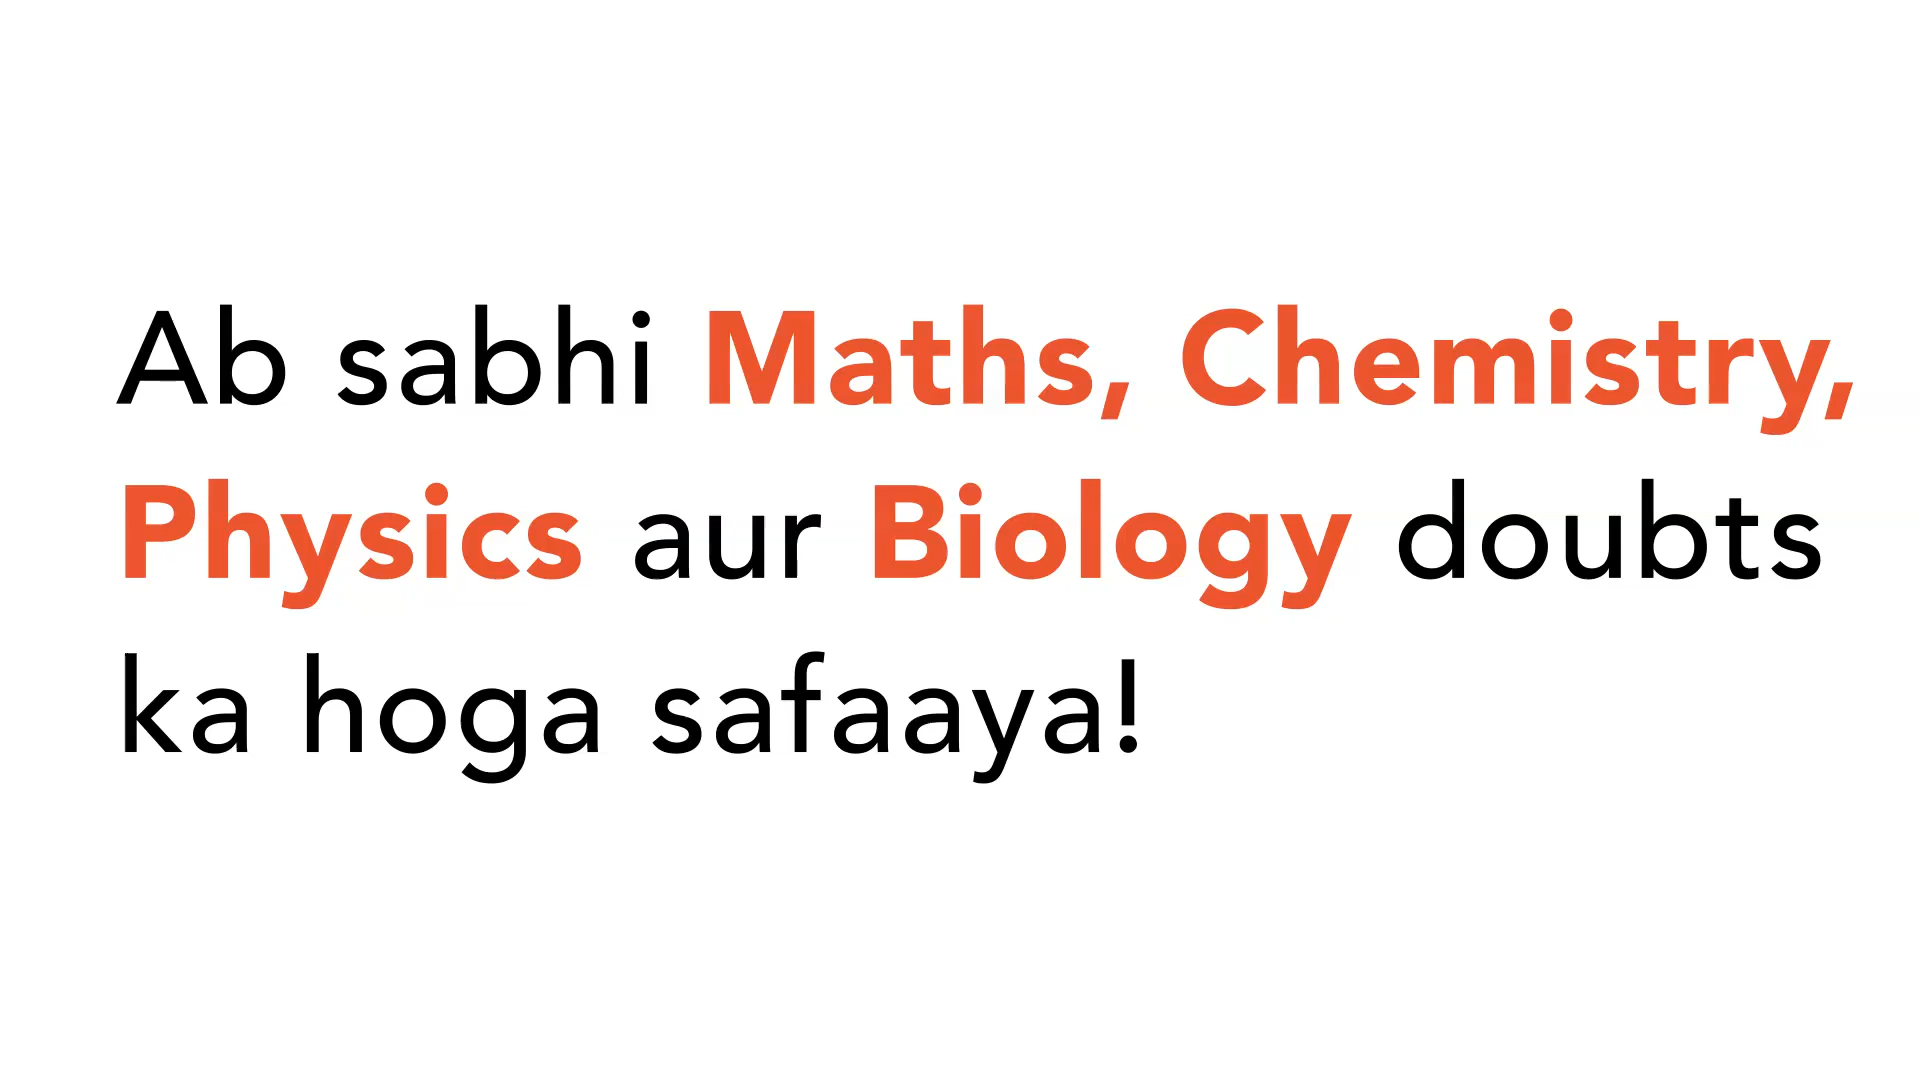 Ab sabhi Maths, Chemistry,
Physics aur Biology doubts
ka hoga safaaya!